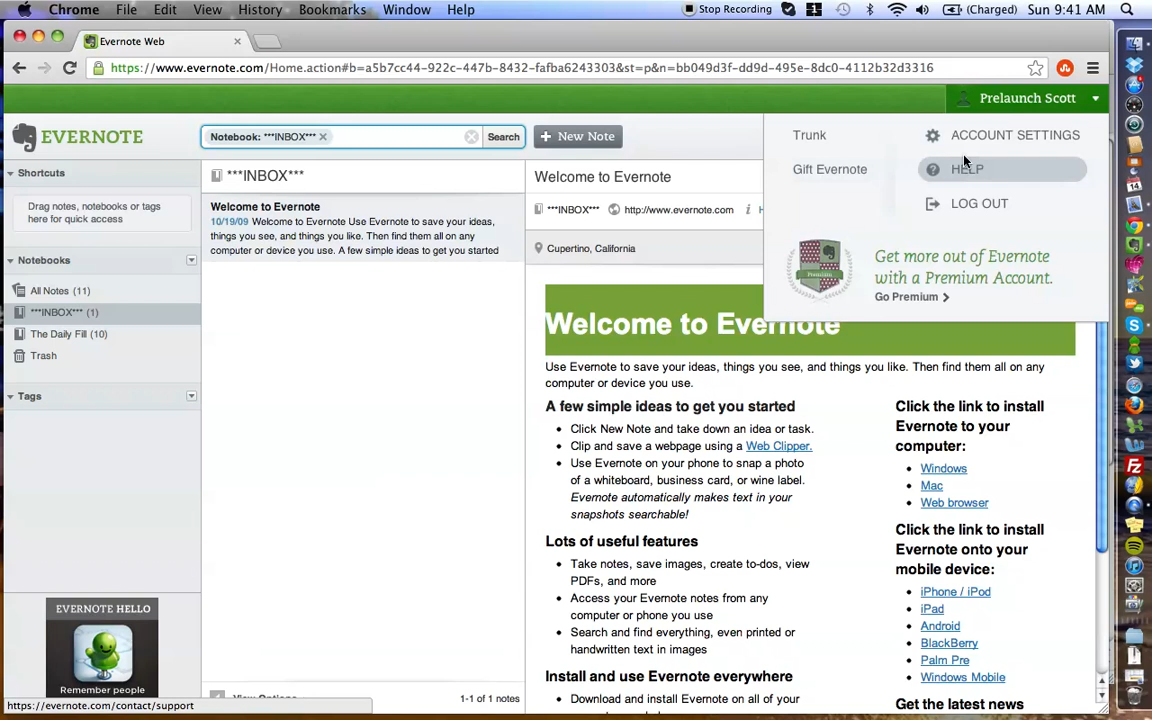 Chrome File Edit View History Bookmarks Window Help Stop Recording (Charged) Sun 9:41 AM
Evernote Web
https://www.evernote.com/Home.action#b=a5b7cc44-922c-447b-8432-fafba6243303&st=p&n=bb049d3f-dd9d-495e-8dc0-4112b32d3316
Prelaunch Scott
EVERNOTE
Notebook: ***INBOX***
Search
New Note
Trunk
ACCOUNT SETTINGS
Gift Evernote
HELP
LOG OUT
Get more out of Evernote
with a Premium Account.
Go Premium
Premium
Shortcuts
Drag notes, notebooks or tags
here for quick access
Notebooks
All Notes (11)
***INBOX*** (1)
The Daily Fill (10)
Trash
Tags
EVERNOTE HELLO
Remember people
https://evernote.com/contact/support
***INBOX***
Welcome to Evernote
10/19/09 Welcome to Evernote Use Evernote to save your ideas,
things you see, and things you like. Then find them all on any
computer or device you use. A few simple ideas to get you started
View Options
1-1 of 1 notes
Welcome to Evernote
***INBOX*** http://www.evernote.com
Cupertino, California
Welcome to Evernote
Use Evernote to save your ideas, things you see, and things you like. Then find them all on any
computer or device you use.
A few simple ideas to get you started
Click New Note and take down an idea or task.
Clip and save a webpage using a Web Clipper.
Use Evernote on your phone to snap a photo
of a whiteboard, business card, or wine label.
Evernote automatically makes text in your
snapshots searchable!
Lots of useful features
Take notes, save images, create to-dos, view
PDFs, and more
Access your Evernote notes from any
computer or phone you use
Search and find everything, even printed or
handwritten text in images
Install and use Evernote everywhere
Download and install Evernote on all of your
Click the link to install
Evernote to your
computer:
Windows
Mac
Web browser
Click the link to install
Evernote onto your
mobile device:
iPhone / iPod
iPad
Android
BlackBerry
Palm Pre
Windows Mobile
Get the latest news